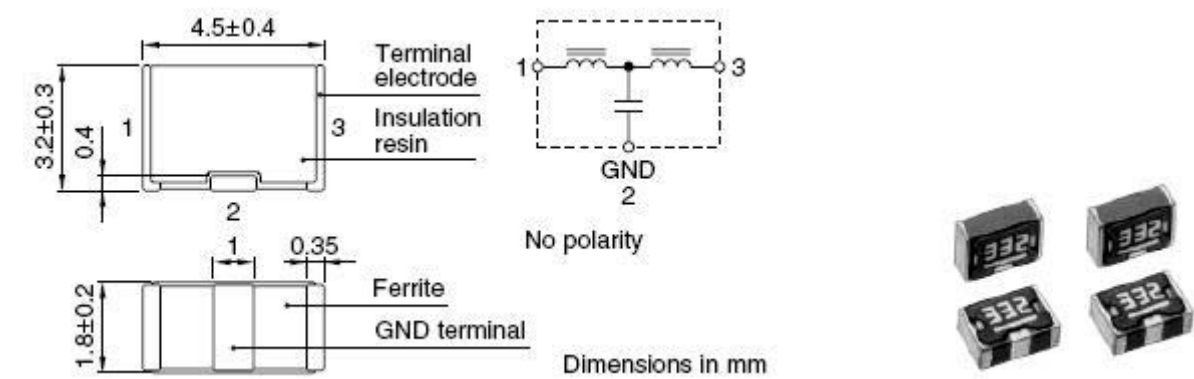 4.5±0.4
Terminal
electrode
Insulation
resin
3.2±0.3
0.4
1
3
2
1
3
GND
2
No polarity
1
0.35
1.8±0.2
Ferrite
GND terminal
Dimensions in mm
332
332
332
332